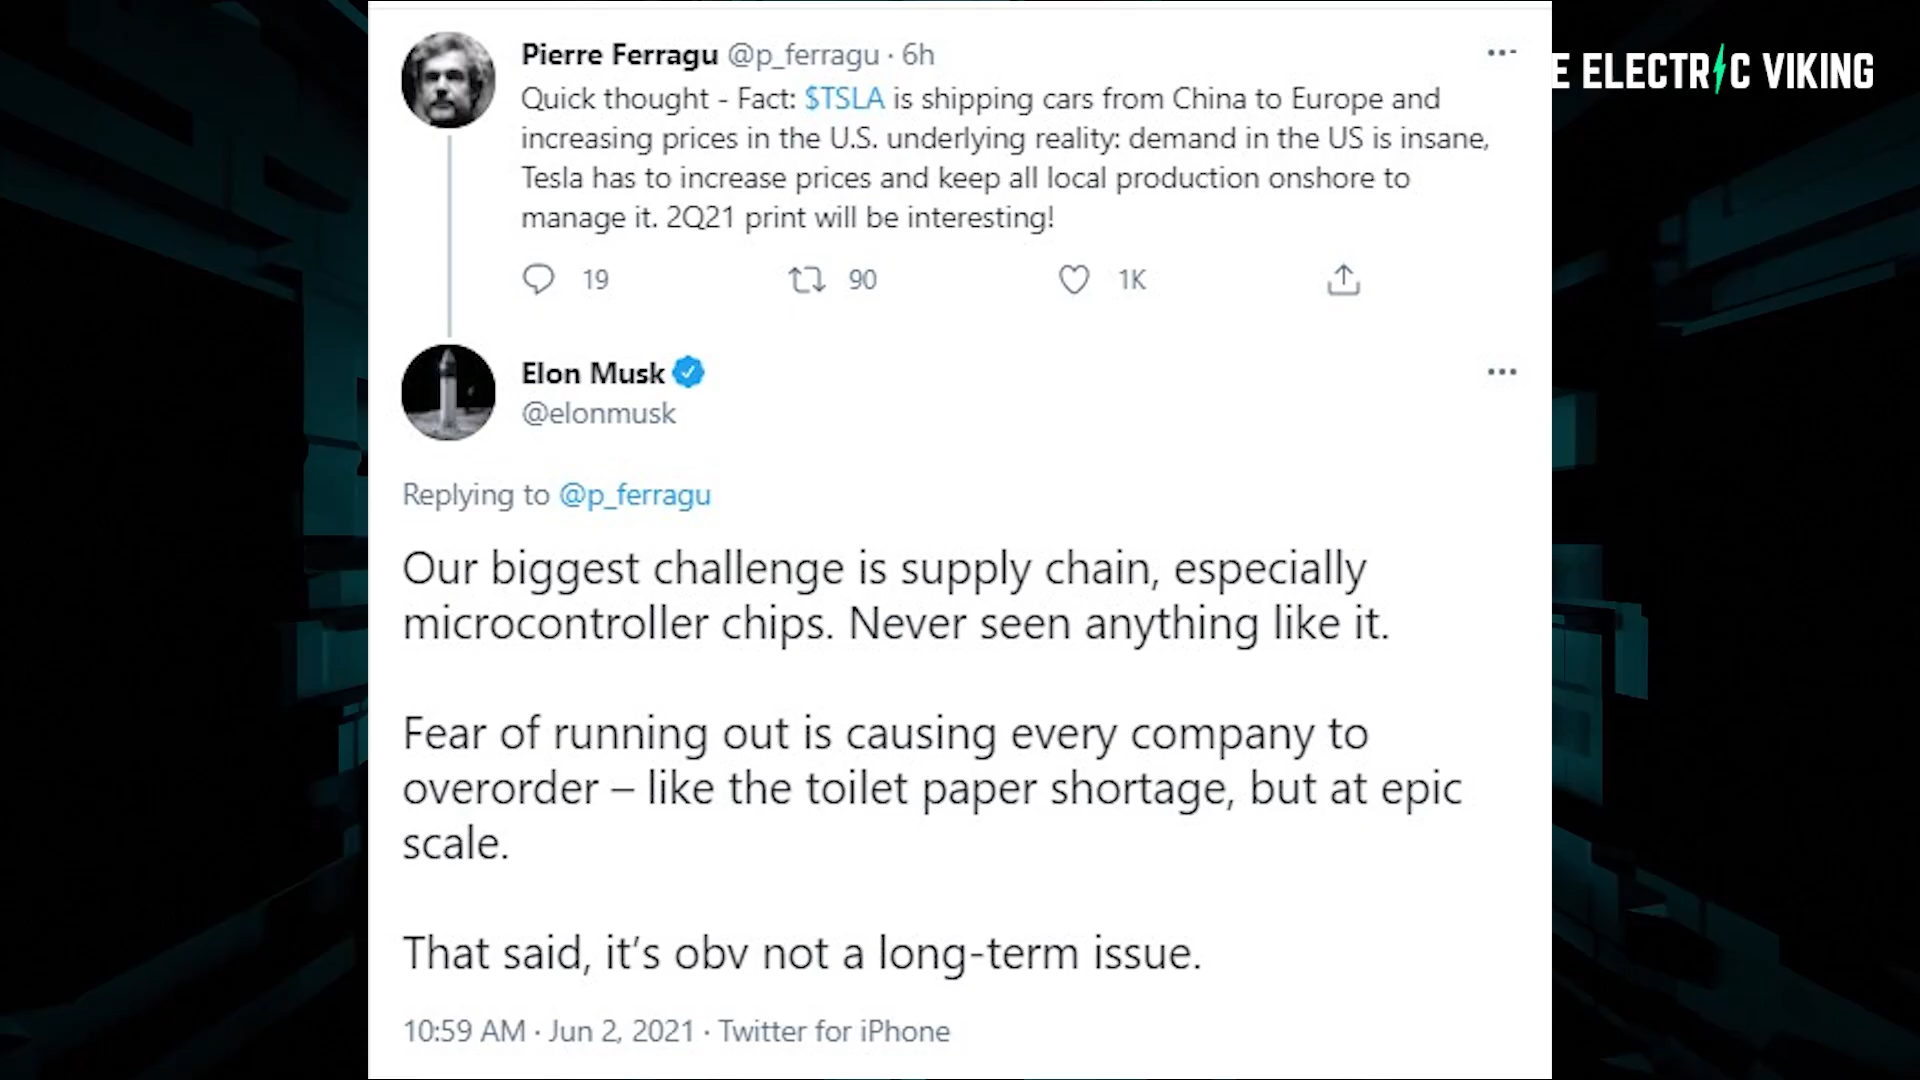 Pierre Ferragu @p_ferragu · 6h
E ELECTRIC VIKING
Quick thought - Fact: $TSLA is shipping cars from China to Europe and
increasing prices in the U.S. underlying reality: demand in the US is insane,
Tesla has to increase prices and keep all local production onshore to
manage it. 2Q21 print will be interesting!
19 90 1K
Elon Musk
@elonmusk
Replying to @p_ferragu
Our biggest challenge is supply chain, especially
microcontroller chips. Never seen anything like it.
Fear of running out is causing every company to
overorder – like the toilet paper shortage, but at epic
scale.
That said, it’s obv not a long-term issue.
10:59 AM · Jun 2, 2021 · Twitter for iPhone